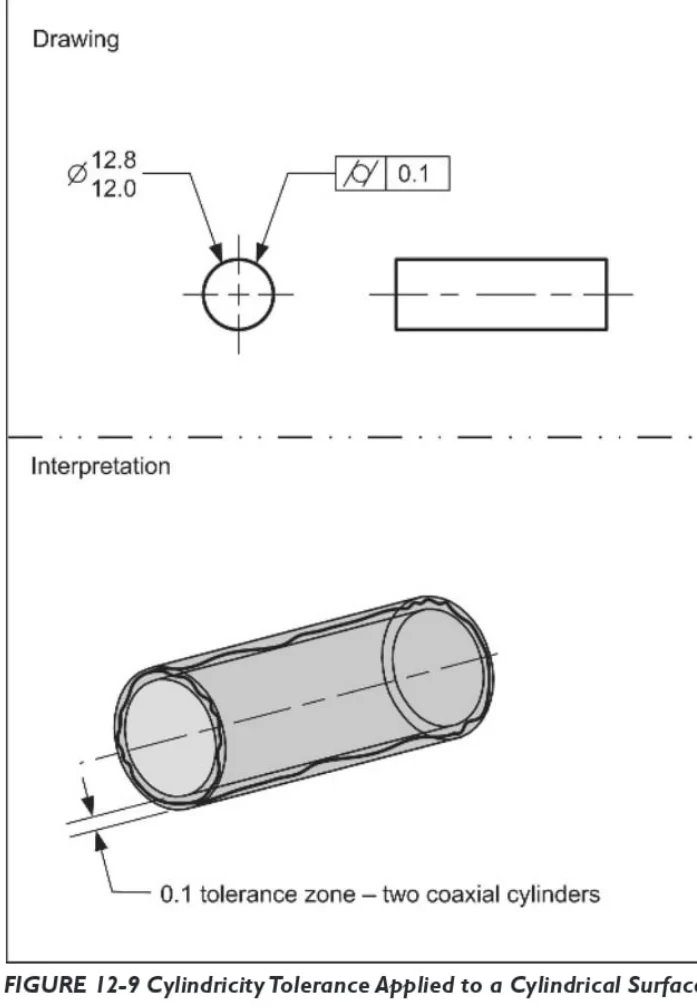 Drawing
⌀ 12.8
12.0
⌭ 0.1
Interpretation
0.1 tolerance zone – two coaxial cylinders
FIGURE 12-9 Cylindricity Tolerance Applied to a Cylindrical Surfac